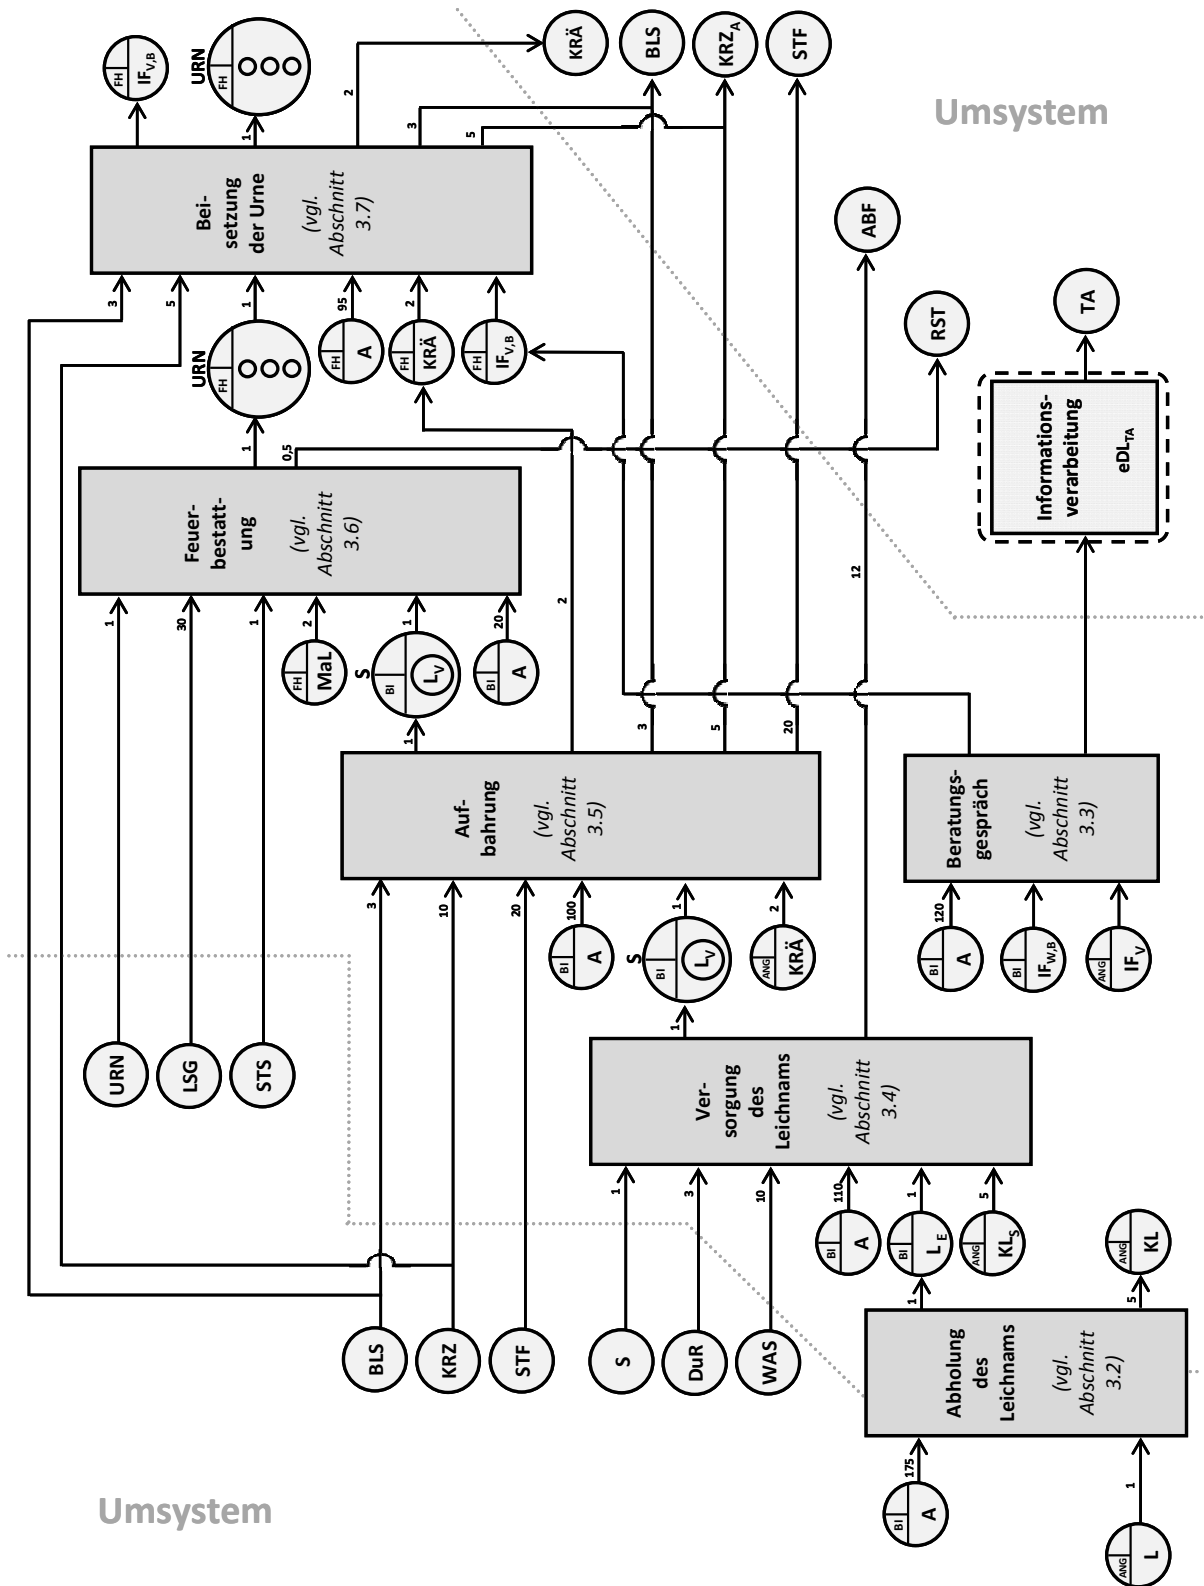 Umsystem
Umsystem
FH
IF V,B
URN
FH
KRÄ
BLS
KRZ A
STF
1
2
3
5
Bei-
setzung
der Urne
(vgl.
Abschnitt
3.7)
3
5
1
95
2
URN
FH
FH
A
FH
KRÄ
FH
IF V,B
ABF
RST
TA
1
0,5
Feuer-
bestatt-
ung
(vgl.
Abschnitt
3.6)
1
30
1
2
1
20
FH
MaL
S
BI
L V
BI
A
Informations-
verarbeitung
eDL TA
12
2
1
3
5
20
Auf-
bahrung
(vgl.
Abschnitt
3.5)
3
10
20
100
1
2
BI
A
S
BI
L V
ANG
KRÄ
Beratungs-
gespräch
(vgl.
Abschnitt
3.3)
120
BI
A
BI
IF W,B
ANG
IF V
URN
LSG
STS
1
Ver-
sorgung
des
Leichnams
(vgl.
Abschnitt
3.4)
1
3
10
110
1
5
BI
A
BI
L E
ANG
KL S
ANG
KL
BLS
KRZ
STF
S
DuR
WAS
1
5
Abholung
des
Leichnams
(vgl.
Abschnitt
3.2)
175
1
BI
A
ANG
L